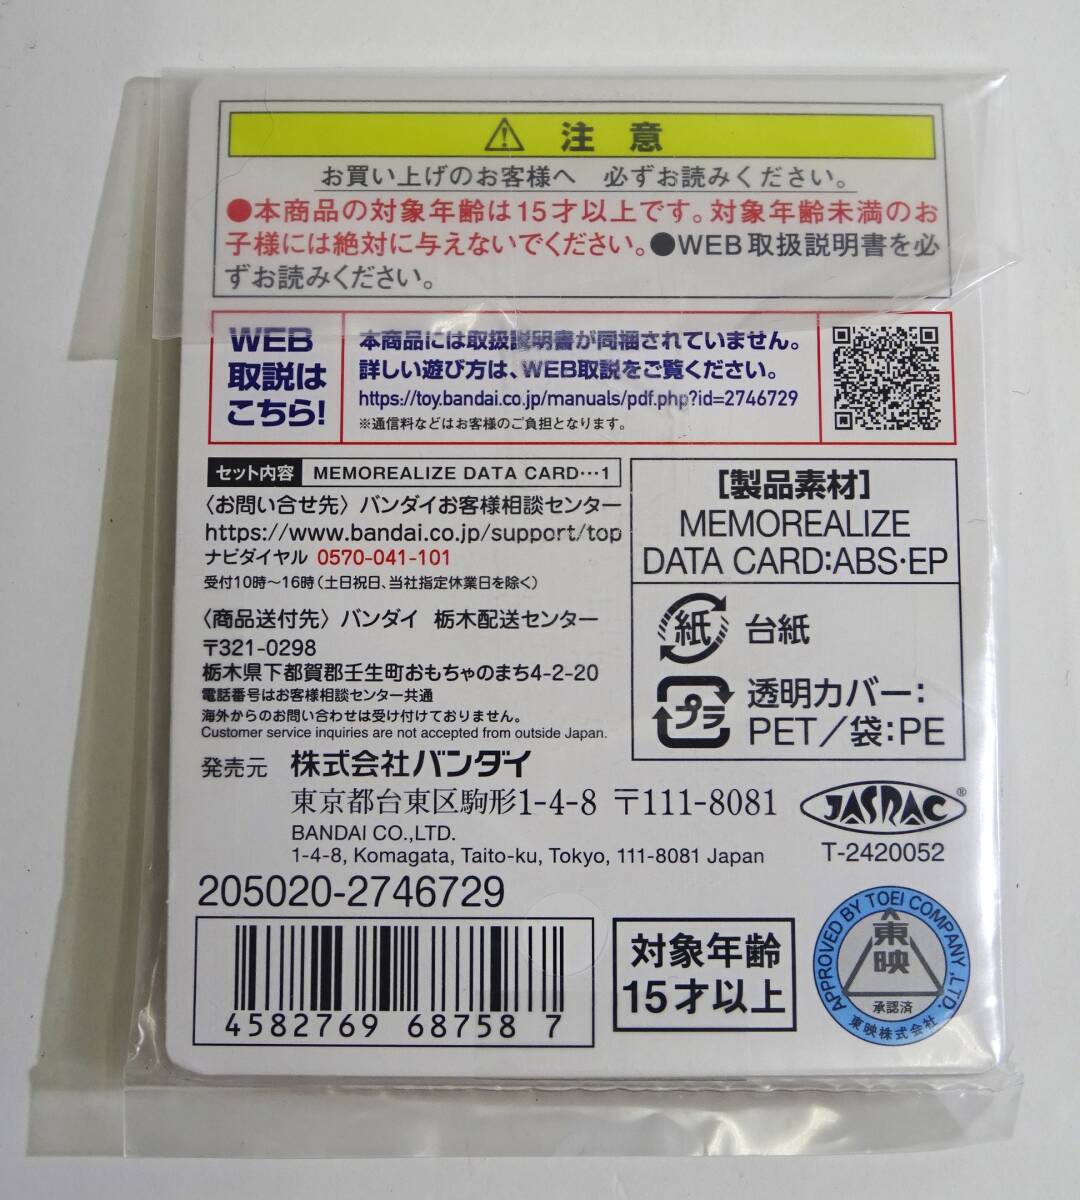 注意
お買い上げのお客様へ 必ずお読みください。
●本商品の対象年齢は15才以上です。対象年齢未満のお
子様には絶対に与えないでください。●WEB取扱説明書を必
ずお読みください。
WEB
取説は
こちら!
本商品には取扱説明書が同梱されていません。
詳しい遊び方は、WEB取説をご覧ください。
https://toy.bandai.co.jp/manuals/pdf.php?id=2746729
※通信料などはお客様のご負担となります。
セット内容 MEMOREALIZE DATA CARD…1
〈お問い合せ先〉バンダイお客様相談センター
https://www.bandai.co.jp/support/top
ナビダイヤル 0570-041-101
受付10時～16時(土日祝日、当社指定休業日を除く)
〈商品送付先〉バンダイ 栃木配送センター
〒321-0298
栃木県下都賀郡壬生町おもちゃのまち4-2-20
電話番号はお客様相談センター共通
海外からのお問い合わせは受け付けておりません。
Customer service inquiries are not accepted from outside Japan.
[製品素材]
MEMOREALIZE
DATA CARD:ABS・EP
紙 台紙
プラ 透明カバー:
PET／袋:PE
発売元 株式会社バンダイ
東京都台東区駒形1-4-8 〒111-8081
BANDAI CO.,LTD.
1-4-8, Komagata, Taito-ku, Tokyo, 111-8081 Japan
JASRAC®
T-2420052
205020-2746729
4582769 68758 7
対象年齢
15才以上
APPROVED BY TOEI COMPANY,LTD.
東映
承認済
東映株式会社